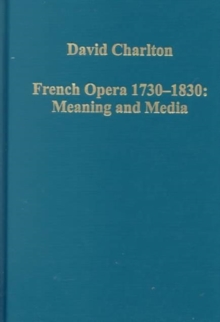 David Charlton
French Opera 1730–1830:
Meaning and Media